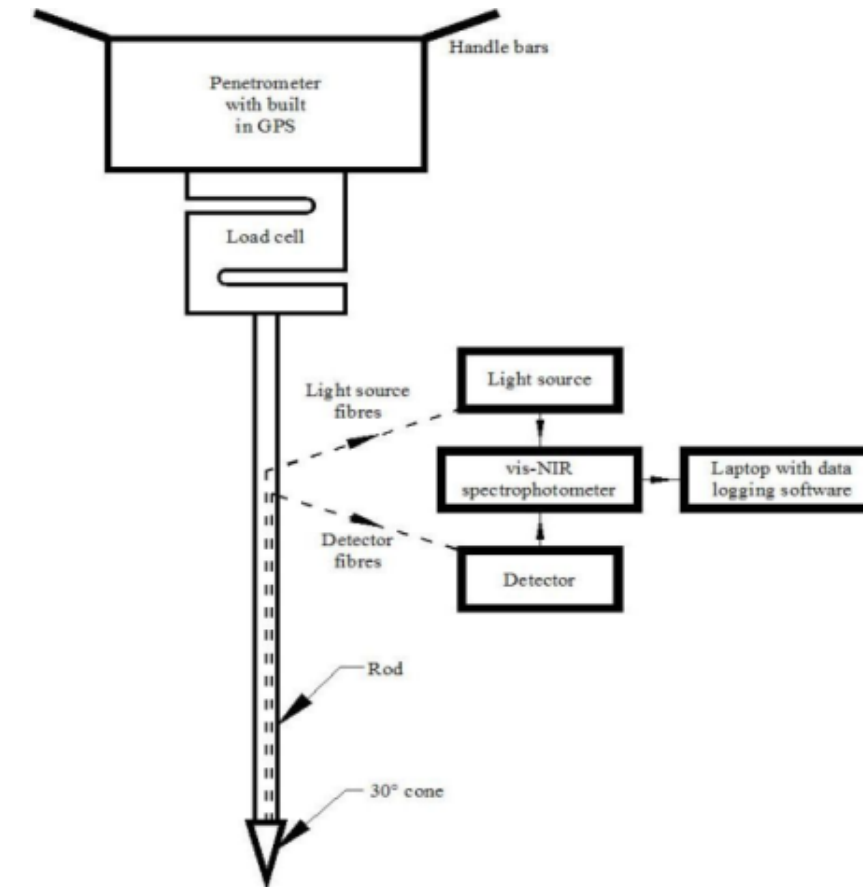 Handle bars
Penetrometer
with built
in GPS
Load cell
Light source
fibres
Light source
vis-NIR
spectrophotometer
Laptop with data
logging software
Detector
fibres
Detector
Rod
30° cone